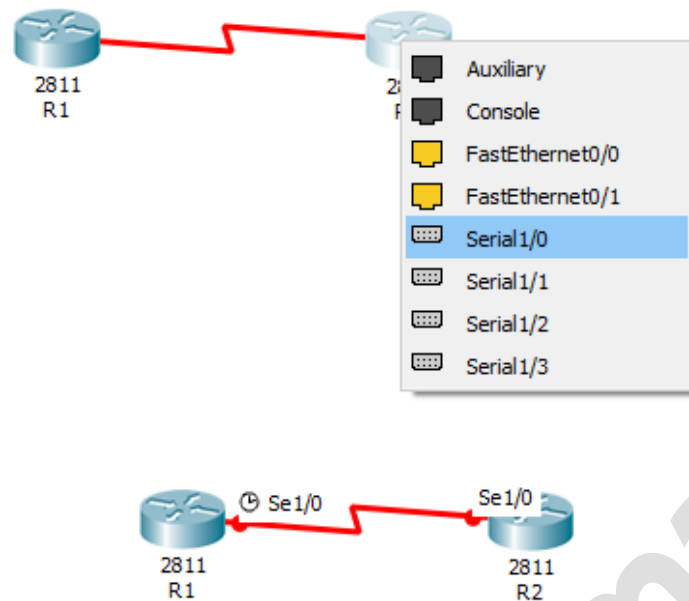 2811
R1
Auxiliary
Console
FastEthernet0/0
FastEthernet0/1
Serial1/0
Serial1/1
Serial1/2
Serial1/3
Se1/0
Se1/0
2811
R1
2811
R2